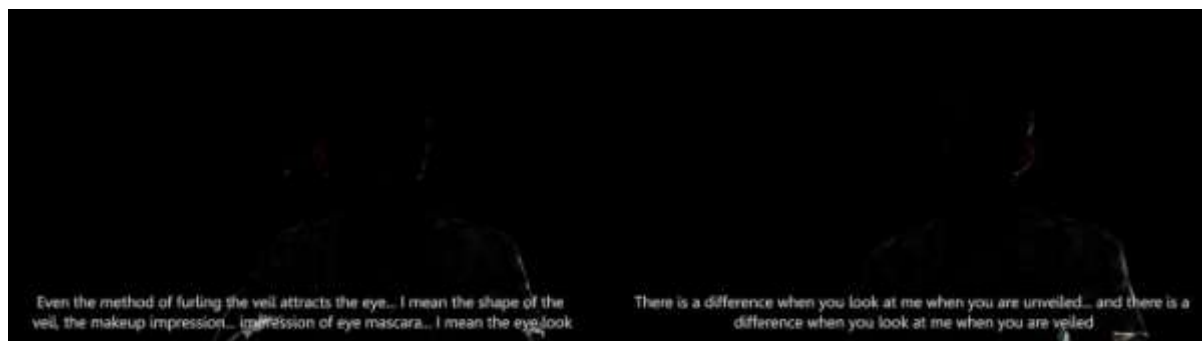 Even the method of furling the veil attracts the eye... I mean the shape of the
veil, the makeup impression... impression of eye mascara... I mean the eye look
There is a difference when you look at me when you are unveiled... and there is a
difference when you look at me when you are veiled